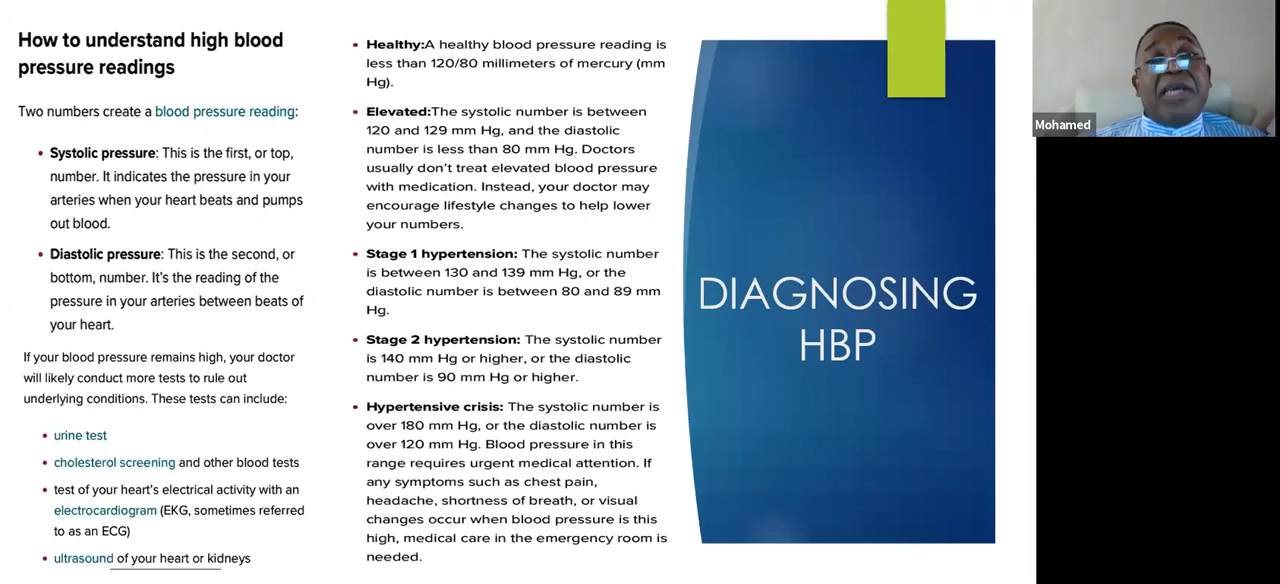 How to understand high blood
pressure readings
Two numbers create a blood pressure reading:
• Systolic pressure: This is the first, or top,
number. It indicates the pressure in your
arteries when your heart beats and pumps
out blood.
• Diastolic pressure: This is the second, or
bottom, number. It’s the reading of the
pressure in your arteries between beats of
your heart.
If your blood pressure remains high, your doctor
will likely conduct more tests to rule out
underlying conditions. These tests can include:
• urine test
• cholesterol screening and other blood tests
• test of your heart’s electrical activity with an
electrocardiogram (EKG, sometimes referred
to as an ECG)
• ultrasound of your heart or kidneys
• Healthy:A healthy blood pressure reading is
less than 120/80 millimeters of mercury (mm
Hg).
• Elevated:The systolic number is between
120 and 129 mm Hg, and the diastolic
number is less than 80 mm Hg. Doctors
usually don’t treat elevated blood pressure
with medication. Instead, your doctor may
encourage lifestyle changes to help lower
your numbers.
• Stage 1 hypertension: The systolic number
is between 130 and 139 mm Hg, or the
diastolic number is between 80 and 89 mm
Hg.
• Stage 2 hypertension: The systolic number
is 140 mm Hg or higher, or the diastolic
number is 90 mm Hg or higher.
• Hypertensive crisis: The systolic number is
over 180 mm Hg, or the diastolic number is
over 120 mm Hg. Blood pressure in this
range requires urgent medical attention. If
any symptoms such as chest pain,
headache, shortness of breath, or visual
changes occur when blood pressure is this
high, medical care in the emergency room is
needed.
DIAGNOSING
HBP
Mohamed